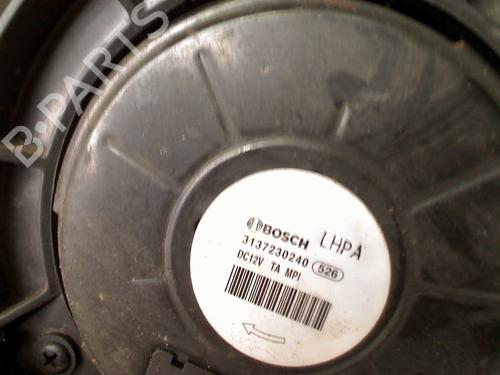 B-PARTS
BOSCH LHPA
3137230240 526
DC12V TA MPI